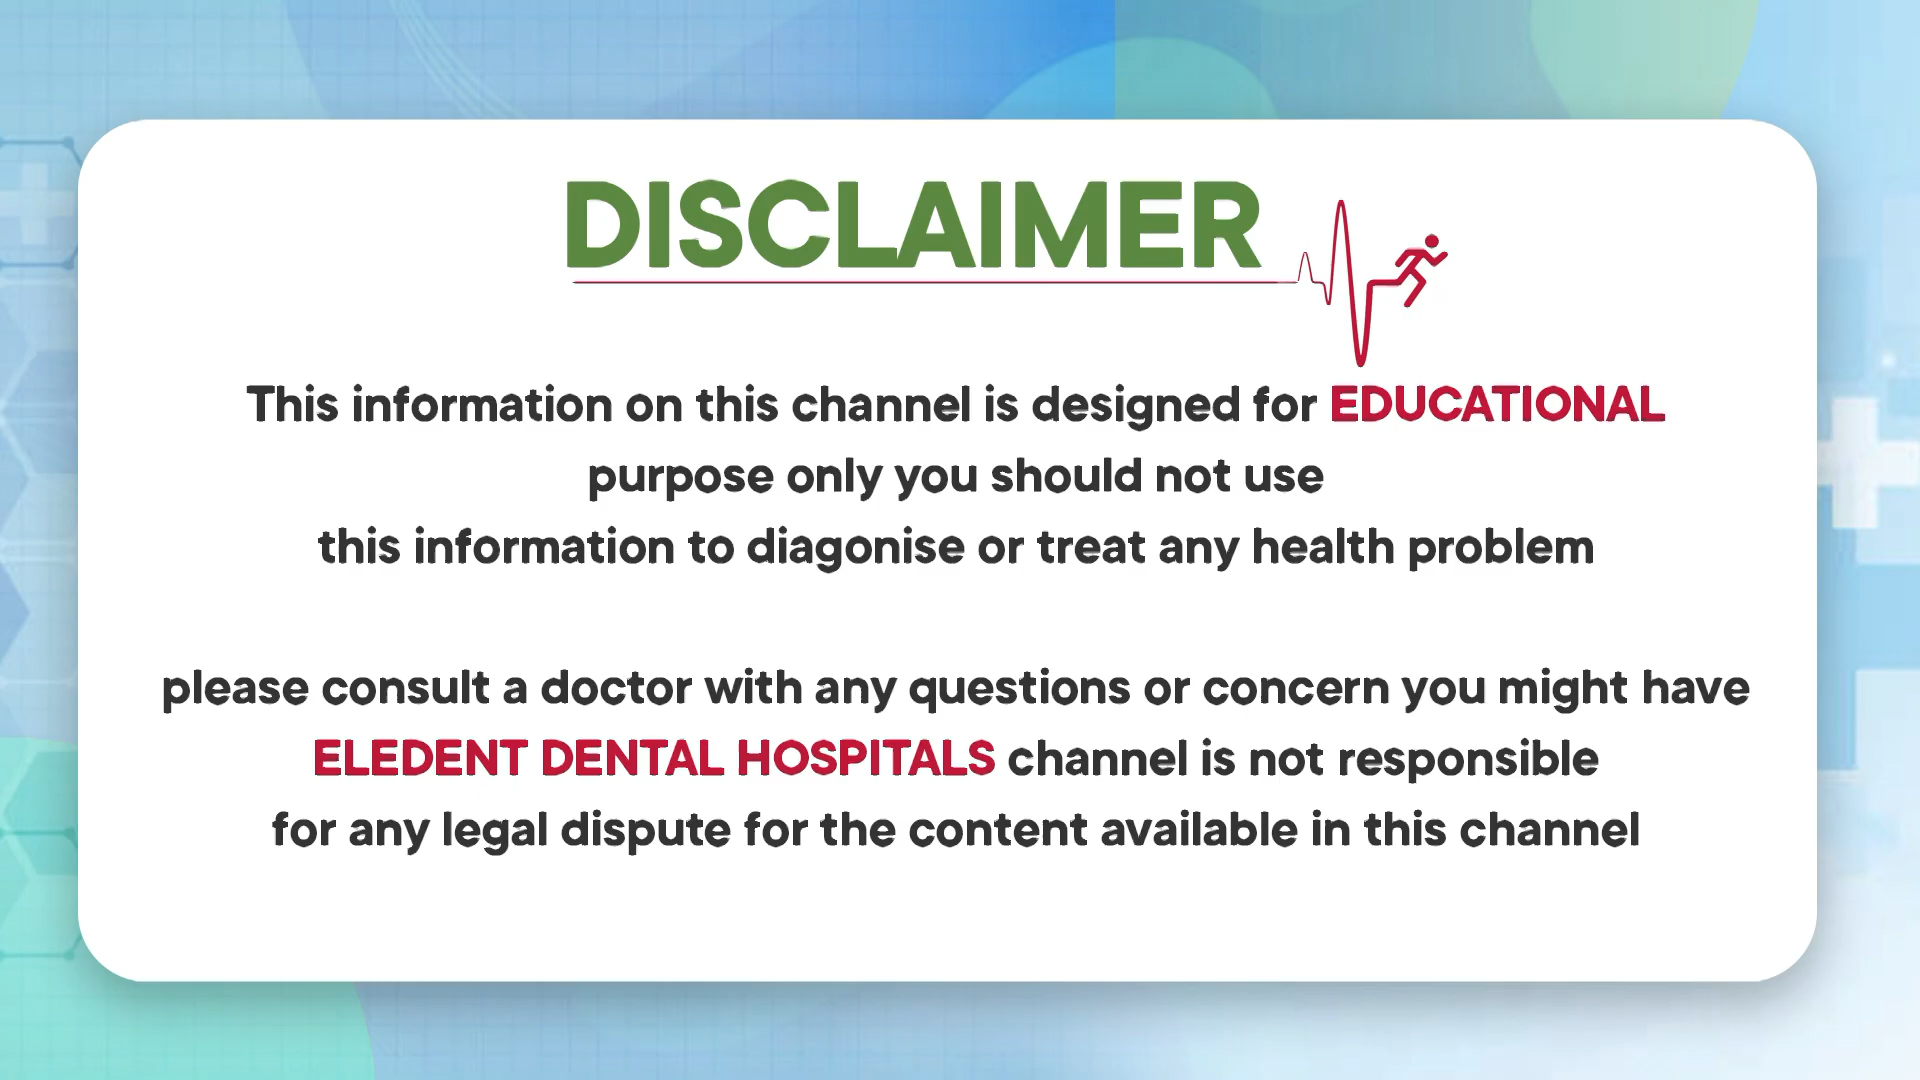 DISCLAIMER
This information on this channel is designed for EDUCATIONAL
purpose only you should not use
this information to diagonise or treat any health problem
please consult a doctor with any questions or concern you might have
ELEDENT DENTAL HOSPITALS channel is not responsible
for any legal dispute for the content available in this channel